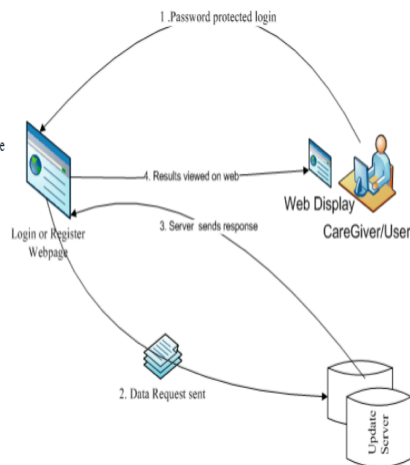 1 .Password protected login
e
4. Results viewed on web
Web Display
CareGiver/User
3. Server sends response
Login or Register
Webpage
2. Data Request sent
Update
Server